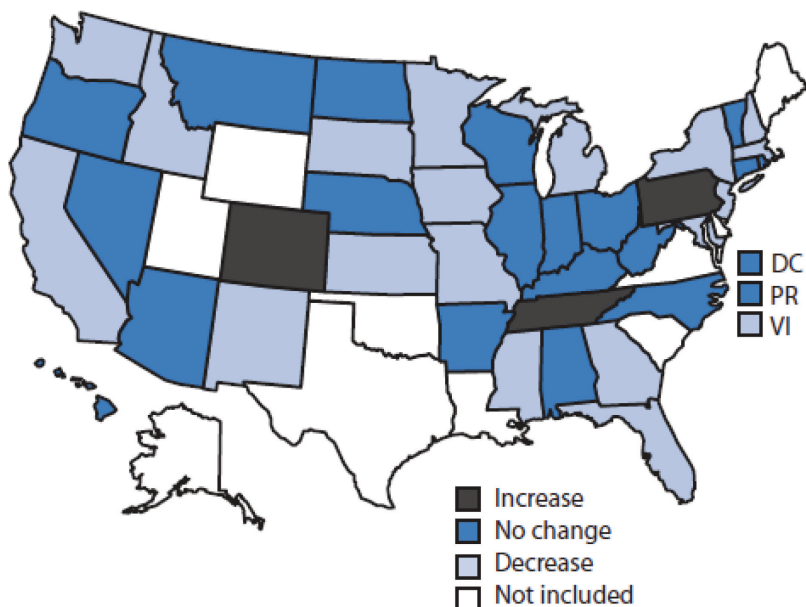 DC
PR
VI
Increase
No change
Decrease
Not included